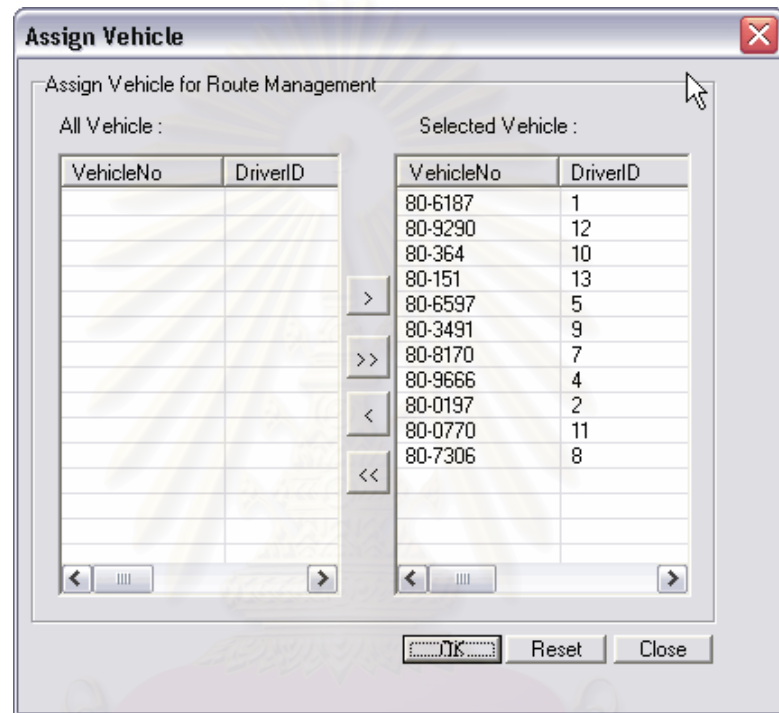 Assign Vehicle
Assign Vehicle for Route Management
All Vehicle :
VehicleNo DriverID
>
>>
<
<<
Selected Vehicle :
VehicleNo DriverID
80-6187 1
80-9290 12
80-364 10
80-151 13
80-6597 5
80-3491 9
80-8170 7
80-9666 4
80-0197 2
80-0770 11
80-7306 8
OK Reset Close